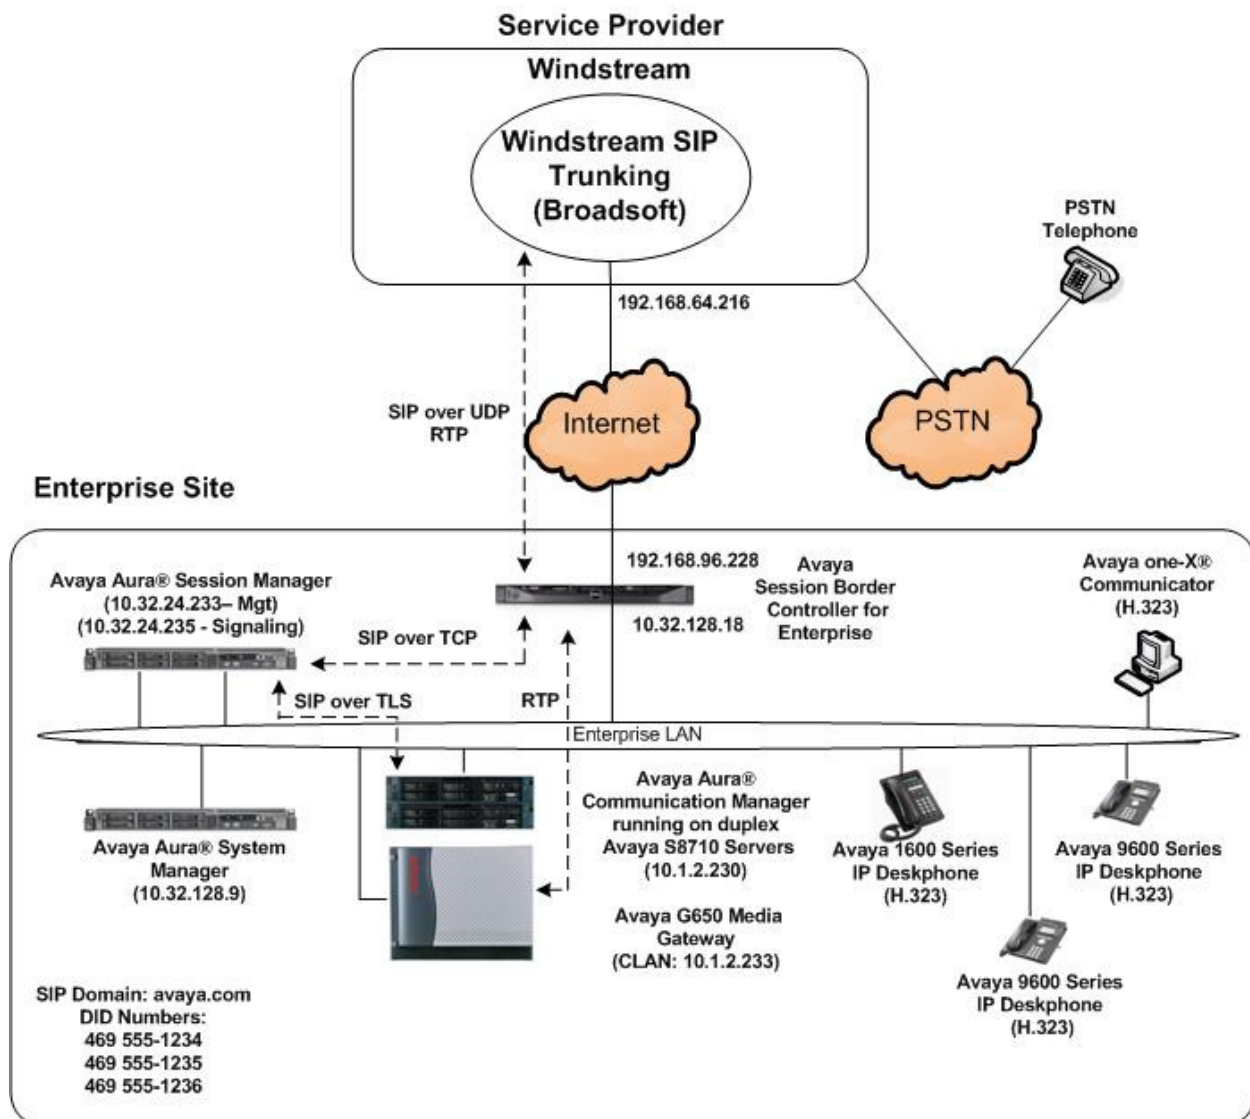 Service Provider
Windstream
Windstream SIP
Trunking
(Broadsoft)
PSTN
Telephone
192.168.64.216
SIP over UDP
RTP
Internet
PSTN
Enterprise Site
192.168.96.228
10.32.128.18
Avaya
Session Border
Controller for
Enterprise
Avaya one-X®
Communicator
(H.323)
Avaya Aura® Session Manager
(10.32.24.233– Mgt)
(10.32.24.235 - Signaling)
SIP over TCP
SIP over TLS
RTP
Enterprise LAN
Avaya Aura® System
Manager
(10.32.128.9)
Avaya Aura®
Communication Manager
running on duplex
Avaya S8710 Servers
(10.1.2.230)
Avaya G650 Media
Gateway
(CLAN: 10.1.2.233)
Avaya 1600 Series
IP Deskphone
(H.323)
Avaya 9600 Series
IP Deskphone
(H.323)
Avaya 9600 Series
IP Deskphone
(H.323)
SIP Domain: avaya.com
DID Numbers:
469 555-1234
469 555-1235
469 555-1236